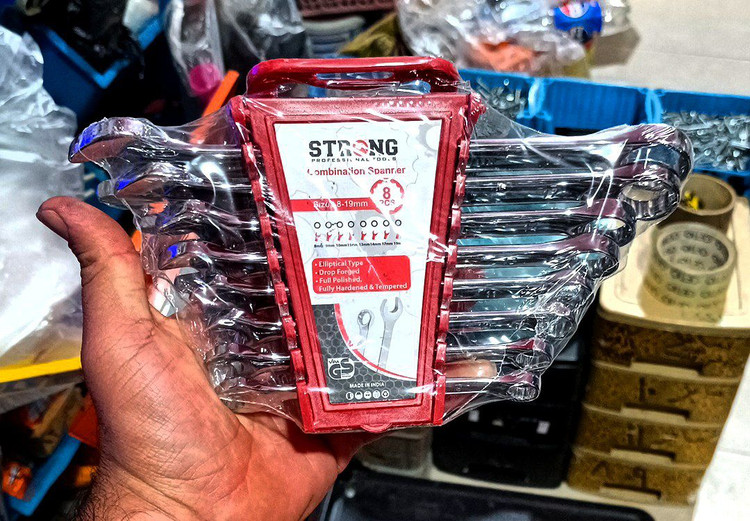 STRONG
PROFESSIONAL TOOLS
Combination Spanner
Size: 8-19mm
8
PCS
• Elliptical Type
• Drop Forged
• Full Polished.
Fully Hardened & Tempered
GS
MADE IN INDIA